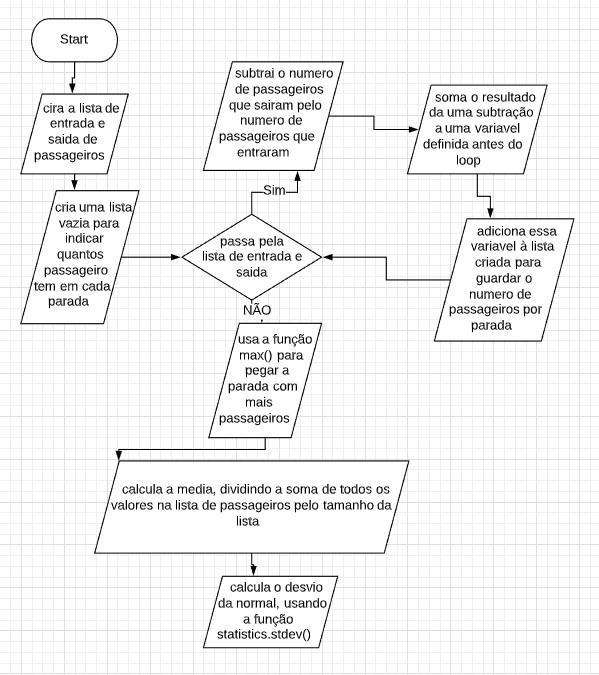 Start
cira a lista de
entrada e
saida de
passageiros
cria uma lista
vazia para
indicar
quantos
passageiro
tem em cada
parada
passa pela
lista de entrada e
saida
Sim
subtrai o numero
de passageiros
que sairam pelo
numero de
passageiros que
entraram
soma o resultado
da uma subtração
a uma variavel
definida antes do
loop
adiciona essa
variavel à lista
criada para
guardar o
numero de
passageiros por
parada
NÃO
usa a função
max() para
pegar a
parada com
mais
passageiros
calcula a media, dividindo a soma de todos os
valores na lista de passageiros pelo tamanho da
lista
calcula o desvio
da normal, usando
a função
statistics.stdev()